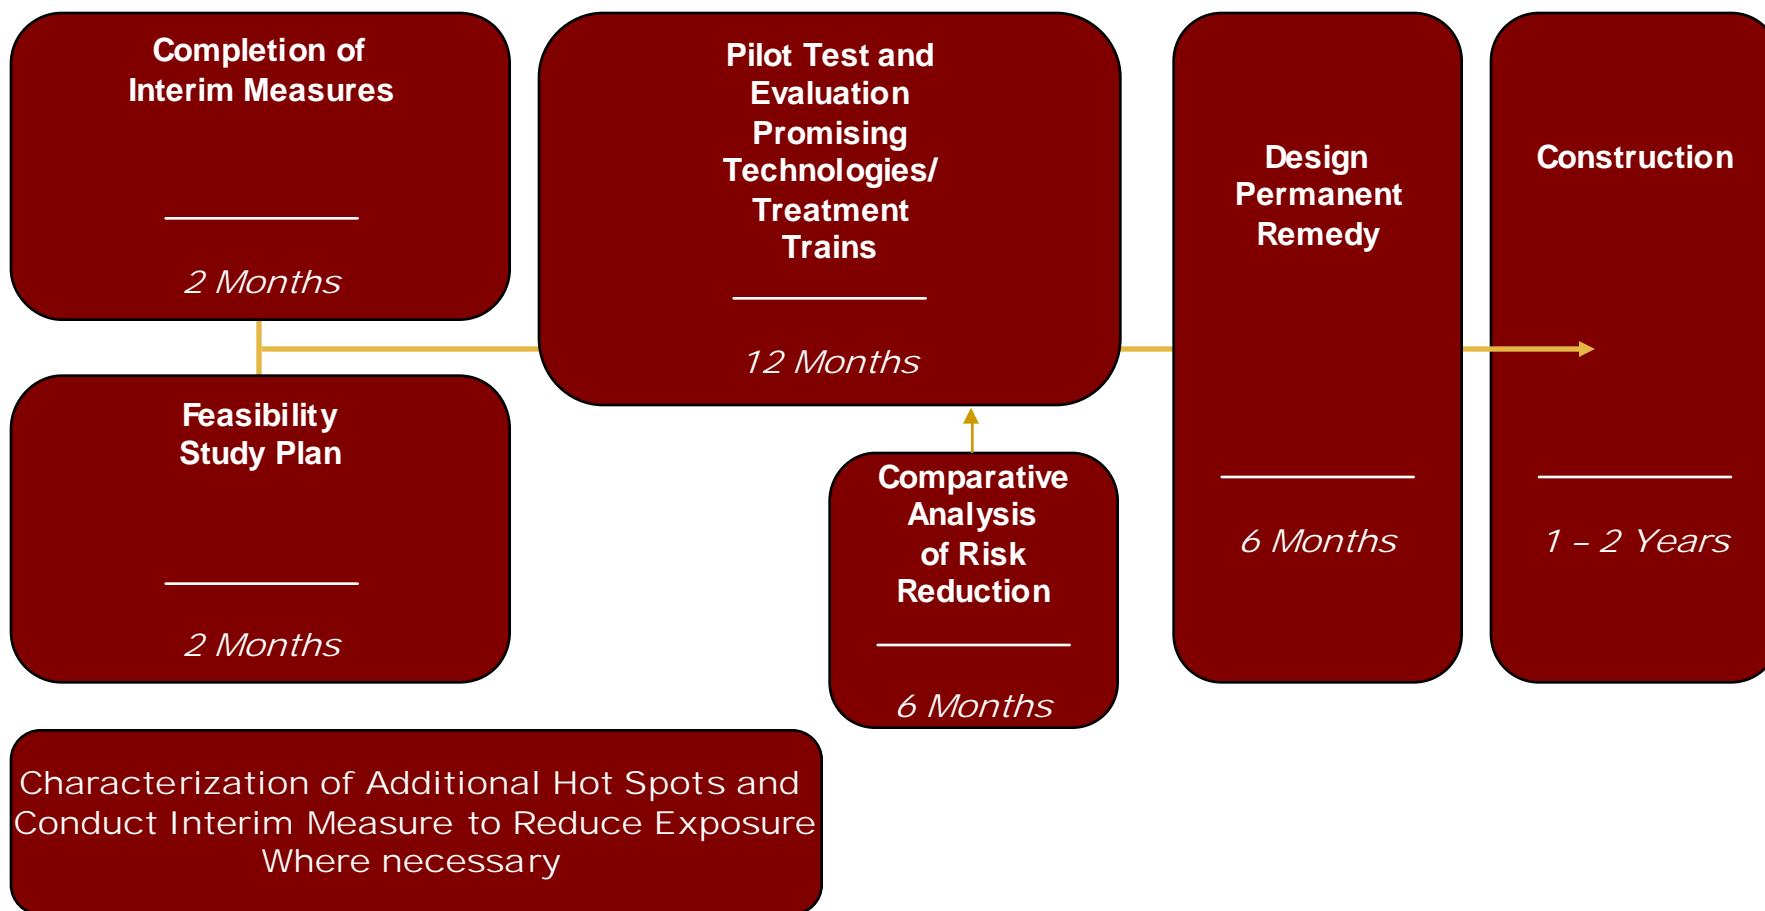 Completion of
Interim Measures
2 Months
Feasibility
Study Plan
2 Months
Pilot Test and
Evaluation
Promising
Technologies/
Treatment
Trains
12 Months
Comparative
Analysis
of Risk
Reduction
6 Months
Design
Permanent
Remedy
6 Months
Construction
1 – 2 Years
Characterization of Additional Hot Spots and
Conduct Interim Measure to Reduce Exposure
Where necessary